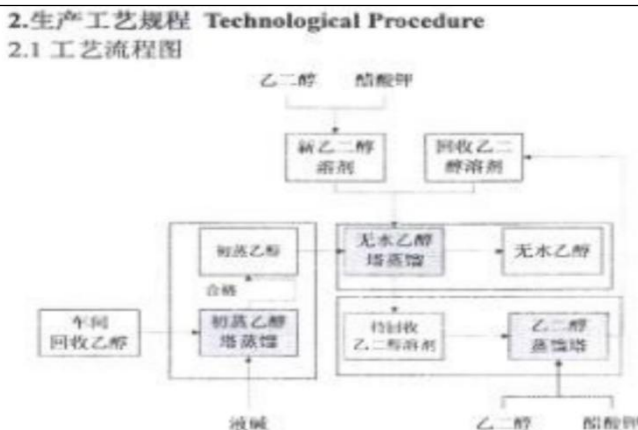 2.生产工艺规程 Technological Procedure
2.1 工艺流程图
乙二醇 醋酸钾
新乙二醇
溶剂
回收乙二
醇溶剂
初蒸乙醇
无水乙醇
塔蒸馏
无水乙醇
合格
车间
回收乙醇
初蒸乙醇
塔蒸馏
待回收
乙二醇溶剂
乙二醇
蒸馏塔
液碱
乙二醇 醋酸钾